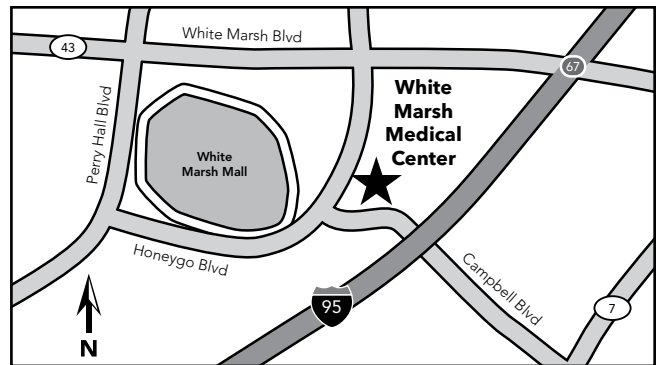 White Marsh Blvd
43
67
White
Marsh
Medical
Center
Perry Hall Blvd
White
Marsh Mall
Honeygo Blvd
Campbell Blvd
95
7
N